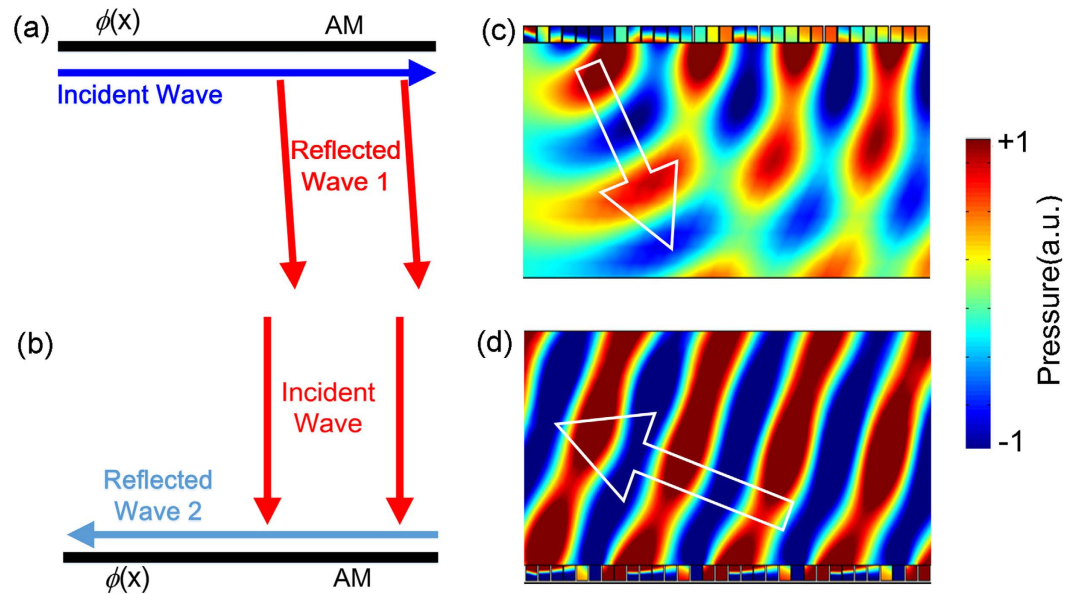 (a)
ϕ(x) AM
Incident Wave
Reflected
Wave 1
(b)
Incident
Wave
Reflected
Wave 2
ϕ(x) AM
(c)
(d)
+1
Pressure(a.u.)
-1